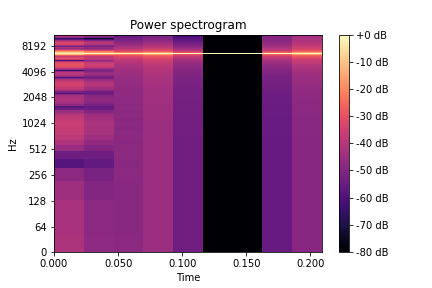 Power spectrogram
8192
4096
2048
1024
512
256
128
64
0
Hz
0.000 0.050 0.100 0.150 0.200
Time
+0 dB
-10 dB
-20 dB
-30 dB
-40 dB
-50 dB
-60 dB
-70 dB
-80 dB